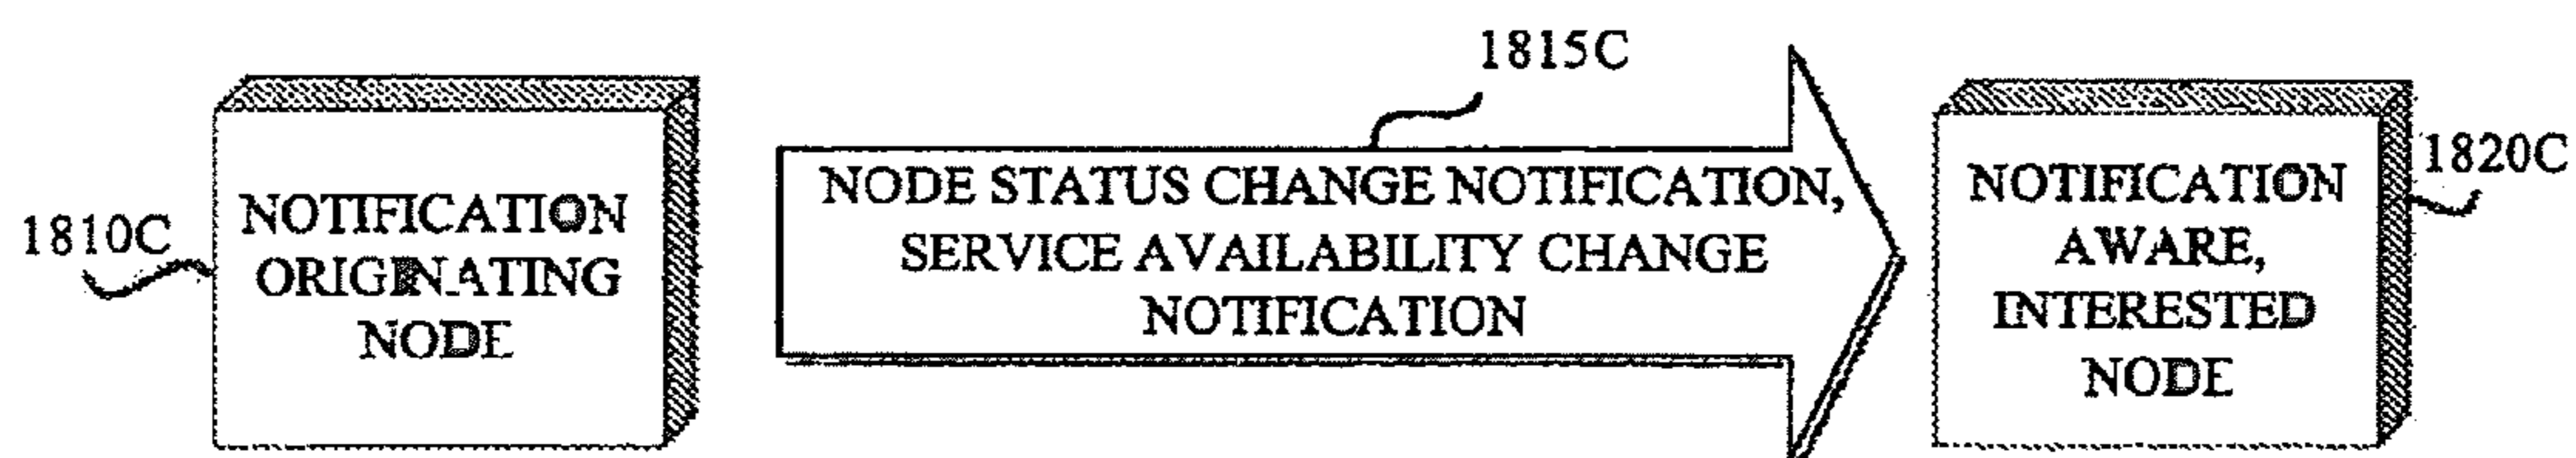 1815C
1810C
NOTIFICATION
ORIGINATING
NODE
NODE STATUS CHANGE NOTIFICATION,
SERVICE AVAILABILITY CHANGE
NOTIFICATION
NOTIFICATION
AWARE,
INTERESTED
NODE
1820C